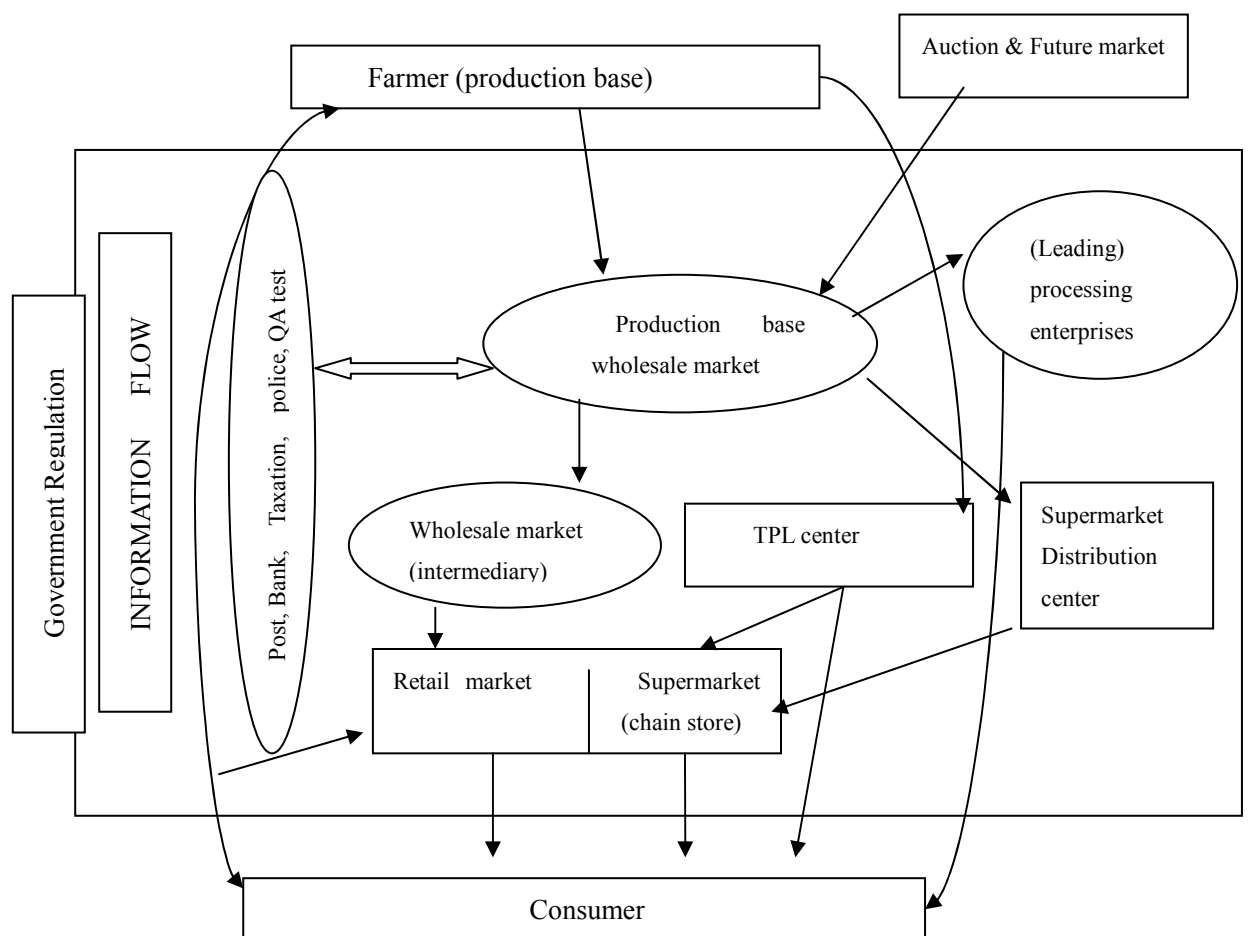 Auction & Future market
Farmer (production base)
(Leading)
processing
enterprises
Production base
wholesale market
Government Regulation
INFORMATION FLOW
Post, Bank, Taxation, police, QA test
Wholesale market
(intermediary)
TPL center
Supermarket
Distribution
center
Retail market
Supermarket
(chain store)
Consumer